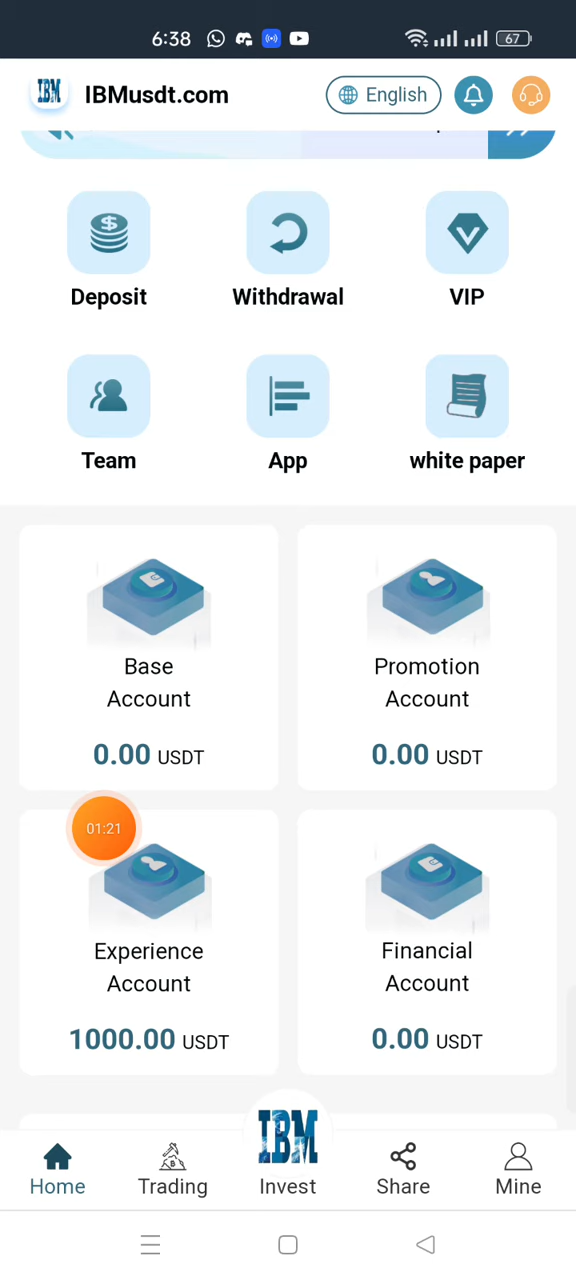 6:38
67
IBM
IBMusdt.com
English
Deposit
Withdrawal
VIP
Team
App
white paper
Base
Account
0.00 USDT
Promotion
Account
0.00 USDT
01:21
Experience
Account
1000.00 USDT
Financial
Account
0.00 USDT
IBM
Home
Trading
Invest
Share
Mine